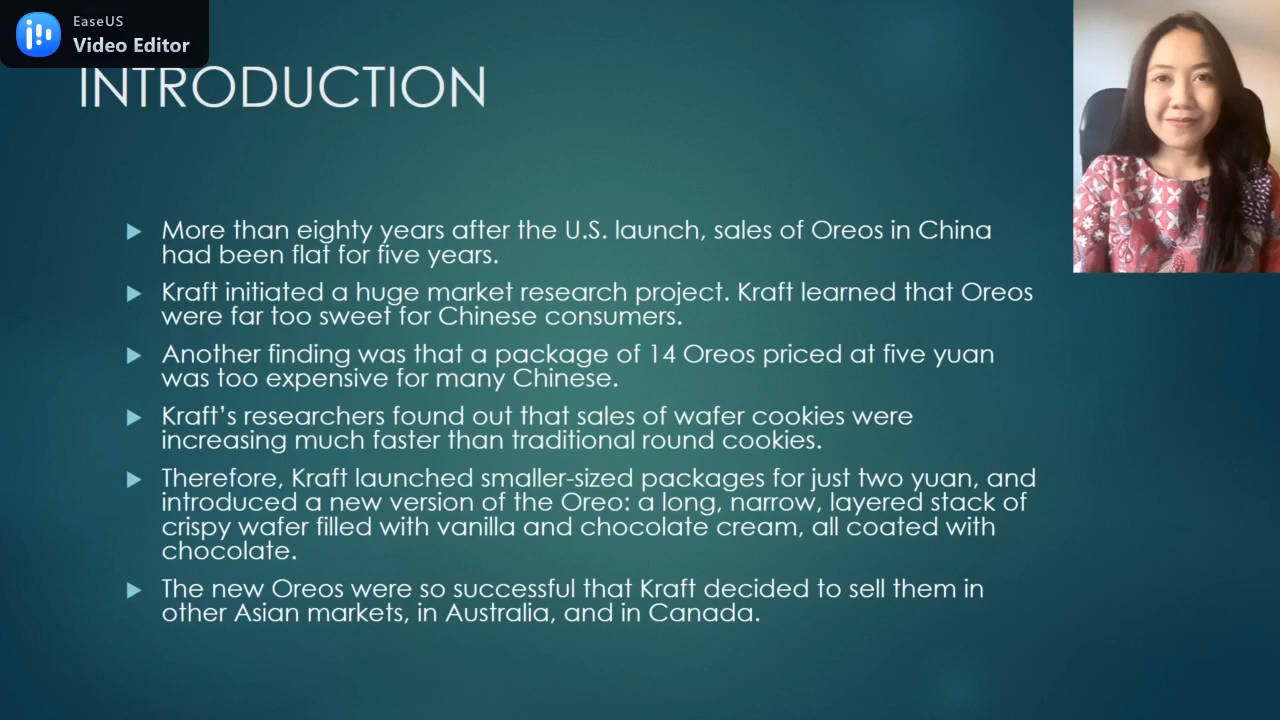 EaseUS
Video Editor
INTRODUCTION
More than eighty years after the U.S. launch, sales of Oreos in China
had been flat for five years.
Kraft initiated a huge market research project. Kraft learned that Oreos
were far too sweet for Chinese consumers.
Another finding was that a package of 14 Oreos priced at five yuan
was too expensive for many Chinese.
Kraft’s researchers found out that sales of wafer cookies were
increasing much faster than traditional round cookies.
Therefore, Kraft launched smaller-sized packages for just two yuan, and
introduced a new version of the Oreo: a long, narrow, layered stack of
crispy wafer filled with vanilla and chocolate cream, all coated with
chocolate.
The new Oreos were so successful that Kraft decided to sell them in
other Asian markets, in Australia, and in Canada.